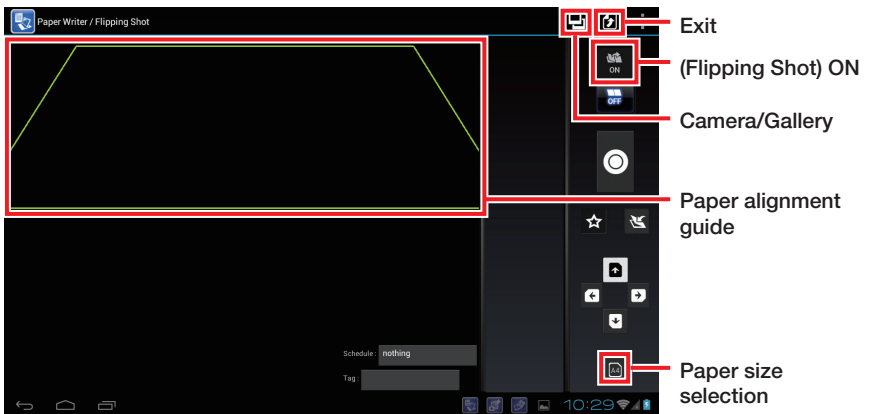 Paper Writer / Flipping Shot
Exit
ON
(Flipping Shot) ON
OFF
Camera/Gallery
Paper alignment
guide
Schedule : nothing
Tag :
A4
Paper size
selection
10:29